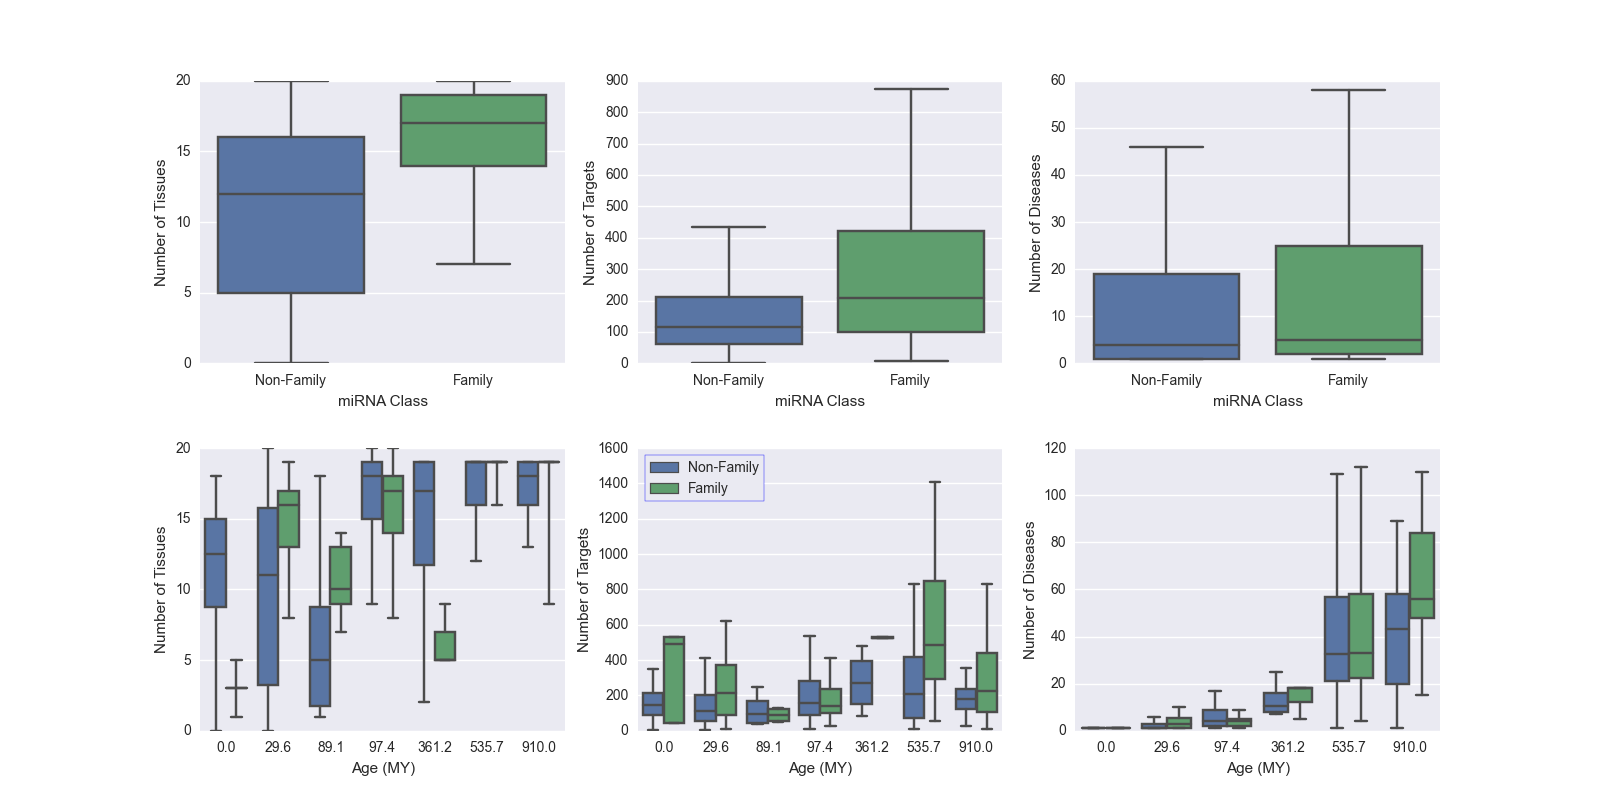 20
15
10
5
0
Number of Tissues
Non-Family Family
miRNA Class
900
800
700
600
500
400
300
200
100
0
Number of Targets
Non-Family Family
miRNA Class
60
50
40
30
20
10
0
Number of Diseases
Non-Family Family
miRNA Class
20
15
10
5
0
Number of Tissues
0.0 29.6 89.1 97.4 361.2 535.7 910.0
Age (MY)
1600
1400
1200
1000
800
600
400
200
0
Number of Targets
Non-Family
Family
0.0 29.6 89.1 97.4 361.2 535.7 910.0
Age (MY)
120
100
80
60
40
20
0
Number of Diseases
0.0 29.6 97.4 361.2 535.7 910.0
Age (MY)